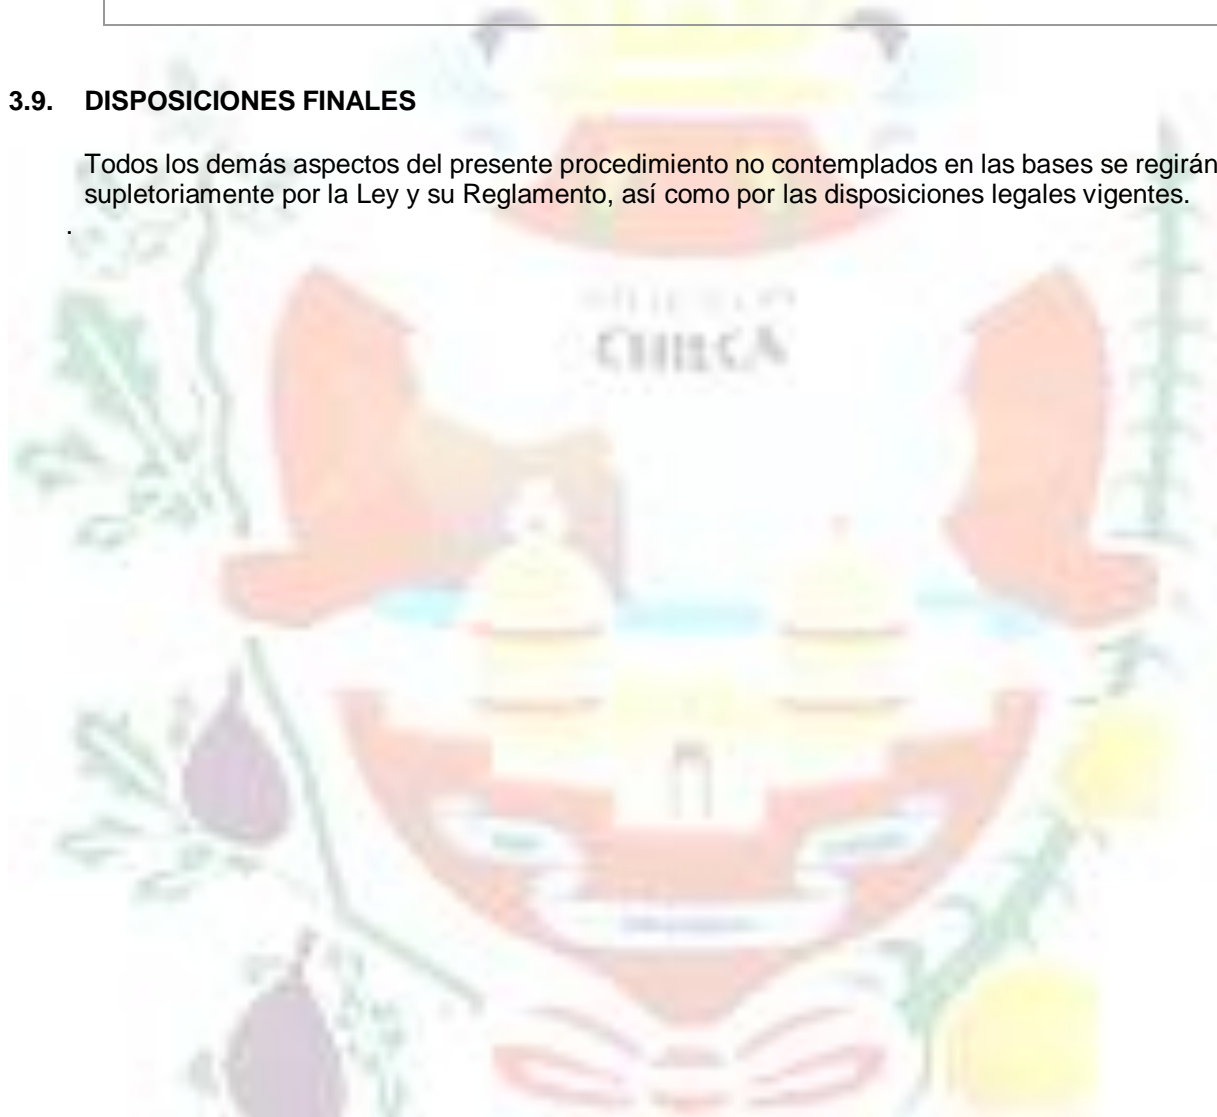 3.9. DISPOSICIONES FINALES
Todos los demás aspectos del presente procedimiento no contemplados en las bases se regirán
supletoriamente por la Ley y su Reglamento, así como por las disposiciones legales vigentes.
.
CHILCA